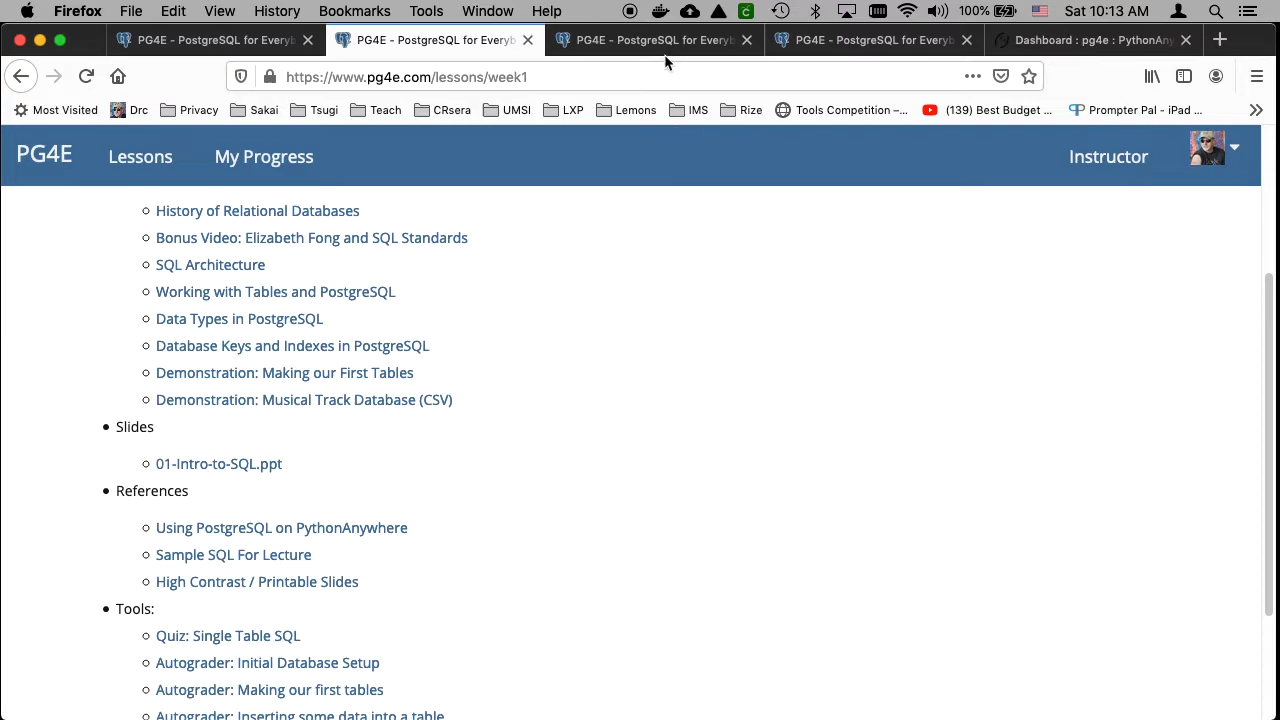 Firefox File Edit View History Bookmarks Tools Window Help 100% Sat 10:13 AM
PG4E - PostgreSQL for Everyb PG4E - PostgreSQL for Everyb PG4E - PostgreSQL for Everyb PG4E - PostgreSQL for Everyb Dashboard : pg4e : PythonAny
https://www.pg4e.com/lessons/week1
Most Visited Drc Privacy Sakai Tsugi Teach CRsera UMSI LXP Lemons IMS Rize Tools Competition –... (139) Best Budget ... Prompter Pal - iPad ...
PG4E Lessons My Progress Instructor
History of Relational Databases
Bonus Video: Elizabeth Fong and SQL Standards
SQL Architecture
Working with Tables and PostgreSQL
Data Types in PostgreSQL
Database Keys and Indexes in PostgreSQL
Demonstration: Making our First Tables
Demonstration: Musical Track Database (CSV)
Slides
01-Intro-to-SQL.ppt
References
Using PostgreSQL on PythonAnywhere
Sample SQL For Lecture
High Contrast / Printable Slides
Tools:
Quiz: Single Table SQL
Autograder: Initial Database Setup
Autograder: Making our first tables
Autograder: Inserting some data into a table